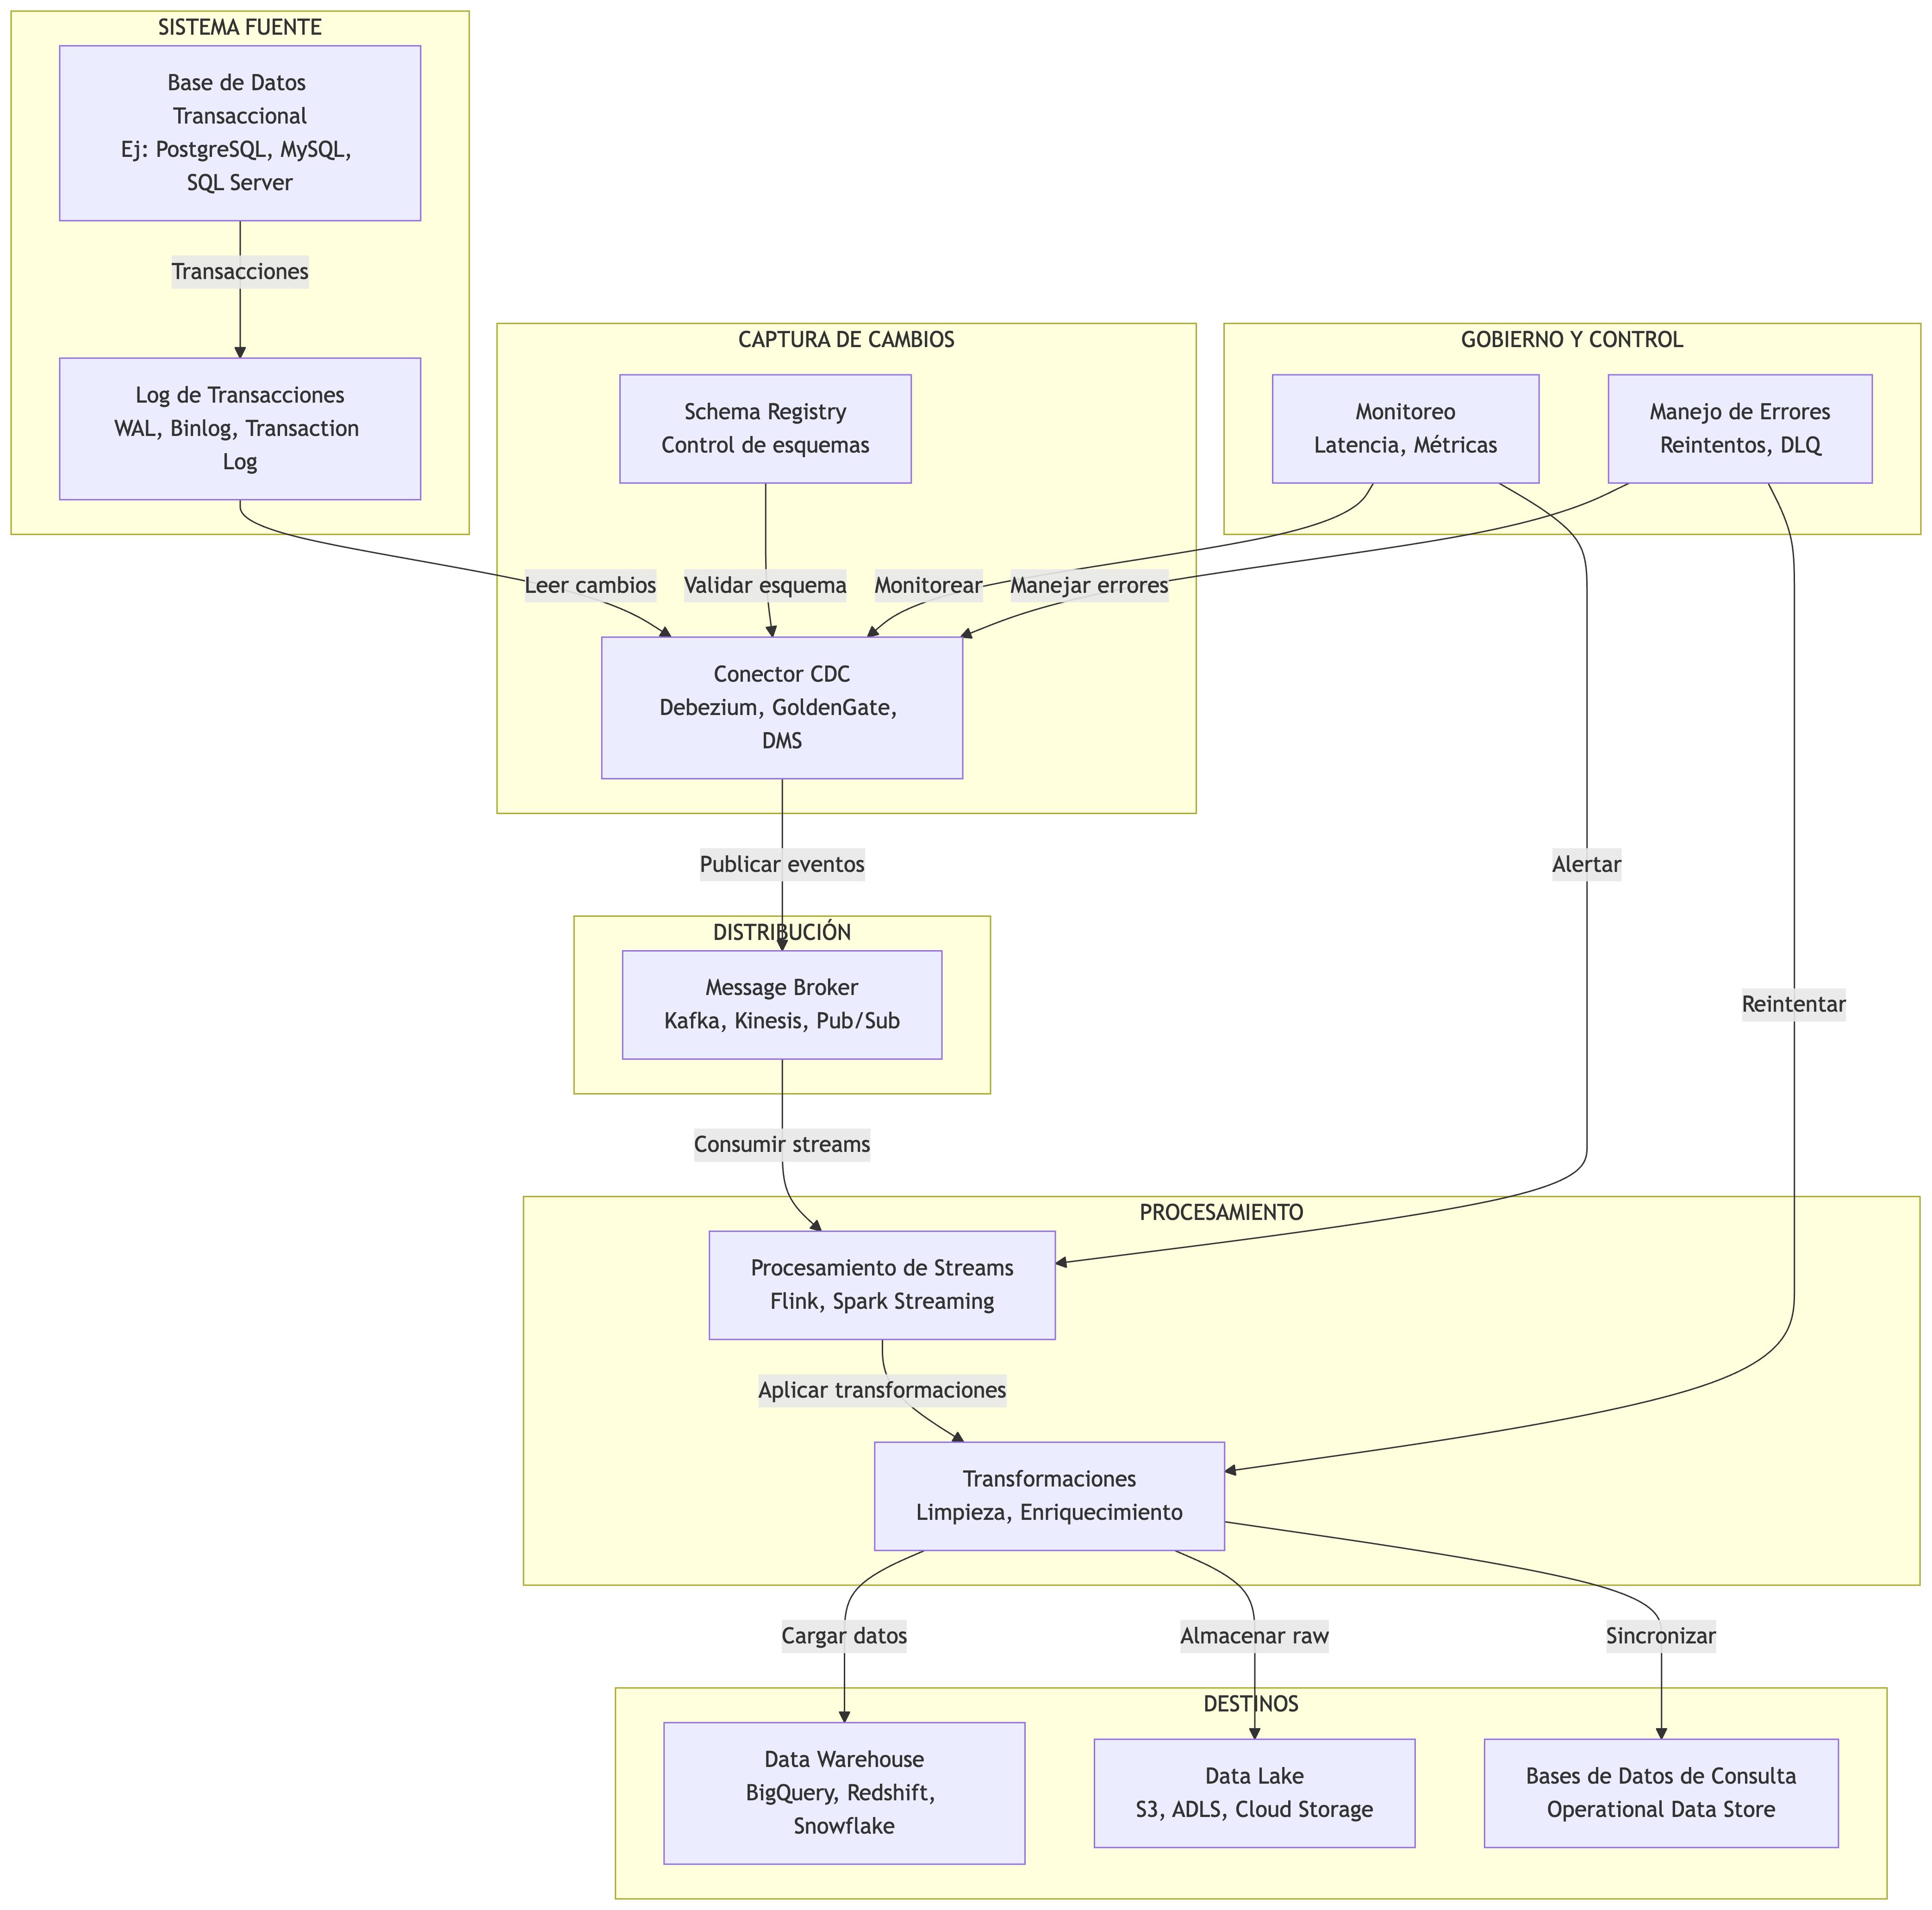 SISTEMA FUENTE
Base de Datos
Transaccional
Ej: PostgreSQL, MySQL,
SQL Server
Transacciones
Log de Transacciones
WAL, Binlog, Transaction
Log
CAPTURA DE CAMBIOS
Schema Registry
Control de esquemas
GOBIERNO Y CONTROL
Monitoreo
Latencia, Métricas
Manejo de Errores
Reintentos, DLQ
Leer cambios
Validar esquema
Monitorear
Manejar errores
Conector CDC
Debezium, GoldenGate,
DMS
Publicar eventos
Alertar
DISTRIBUCIÓN
Message Broker
Kafka, Kinesis, Pub/Sub
Reintentar
Consumir streams
PROCESAMIENTO
Procesamiento de Streams
Flink, Spark Streaming
Aplicar transformaciones
Transformaciones
Limpieza, Enriquecimiento
Cargar datos
Almacenar raw
Sincronizar
DESTINOS
Data Warehouse
BigQuery, Redshift,
Snowflake
Data Lake
S3, ADLS, Cloud Storage
Bases de Datos de Consulta
Operational Data Store